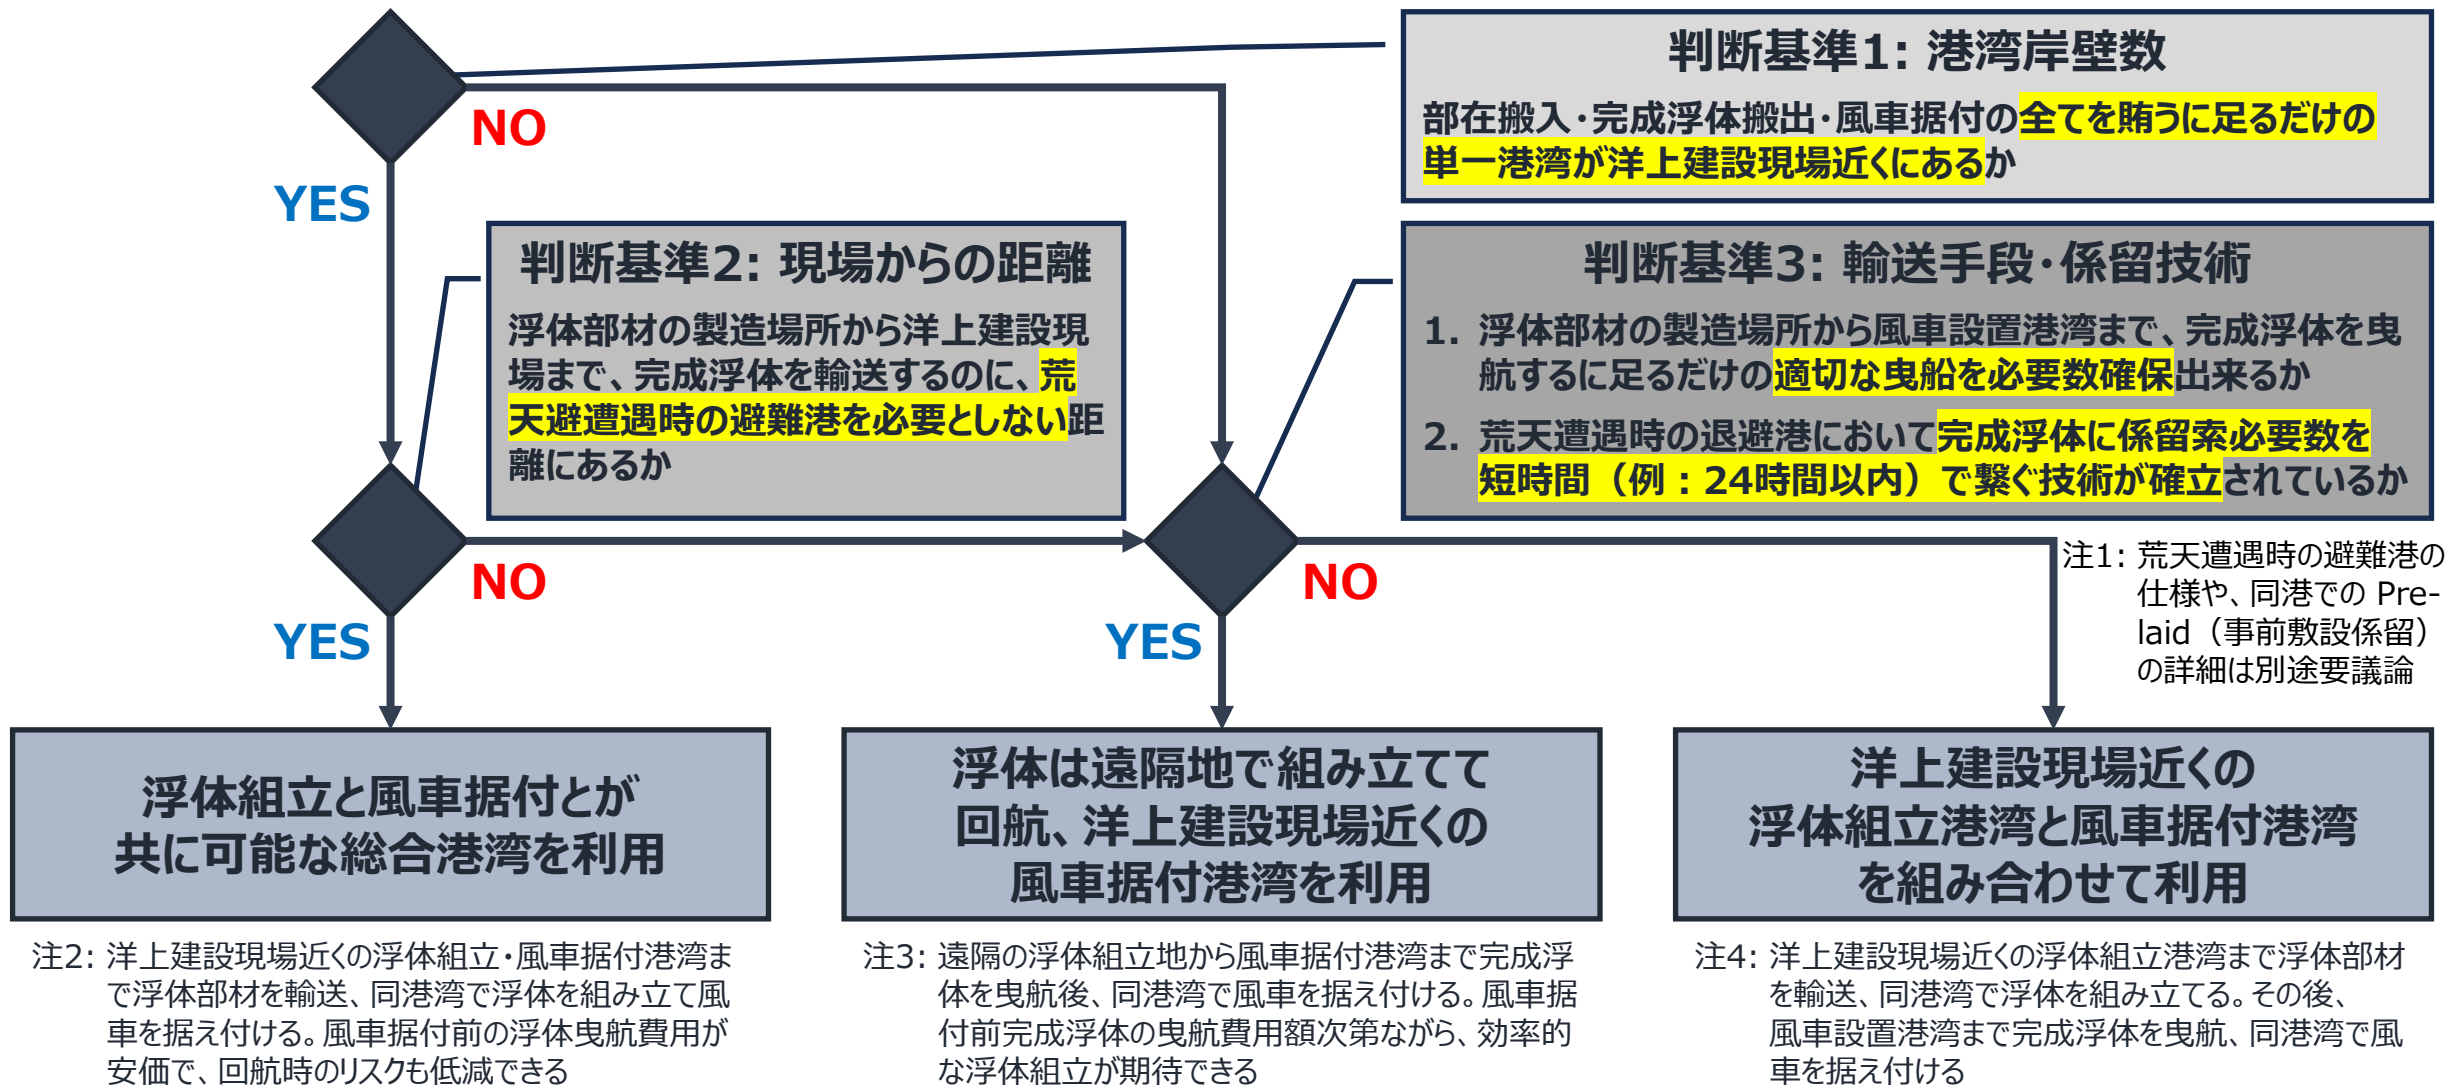 判断基準1: 港湾岸壁数
部在搬入・完成浮体搬出・風車据付の全てを賄うに足るだけの
単一港湾が洋上建設現場近くにあるか
NO
YES
判断基準2: 現場からの距離
浮体部材の製造場所から洋上建設現
場まで、完成浮体を輸送するのに、荒
天避遭遇時の避難港を必要としない距
離にあるか
判断基準3: 輸送手段・係留技術
1. 浮体部材の製造場所から風車設置港湾まで、完成浮体を曳
航するに足るだけの適切な曳船を必要数確保出来るか
2. 荒天遭遇時の退避港において完成浮体に係留索必要数を
短時間（例：24時間以内）で繋ぐ技術が確立されているか
NO
YES
NO
YES
注1: 荒天遭遇時の避難港の
仕様や、同港での Pre-
laid（事前敷設係留）
の詳細は別途要議論
浮体組立と風車据付とが
共に可能な総合港湾を利用
浮体は遠隔地で組み立てて
回航、洋上建設現場近くの
風車据付港湾を利用
洋上建設現場近くの
浮体組立港湾と風車据付港湾
を組み合わせて利用
注2: 洋上建設現場近くの浮体組立・風車据付港湾ま
で浮体部材を輸送、同港湾で浮体を組み立て風
車を据え付ける。風車据付前の浮体曳航費用が
安価で、回航時のリスクも低減できる
注3: 遠隔の浮体組立地から風車据付港湾まで完成浮
体を曳航後、同港湾で風車を据え付ける。風車据
付前完成浮体の曳航費用額次第ながら、効率的
な浮体組立が期待できる
注4: 洋上建設現場近くの浮体組立港湾まで浮体部材
を輸送、同港湾で浮体を組み立てる。その後、
風車設置港湾まで完成浮体を曳航、同港湾で風
車を据え付ける